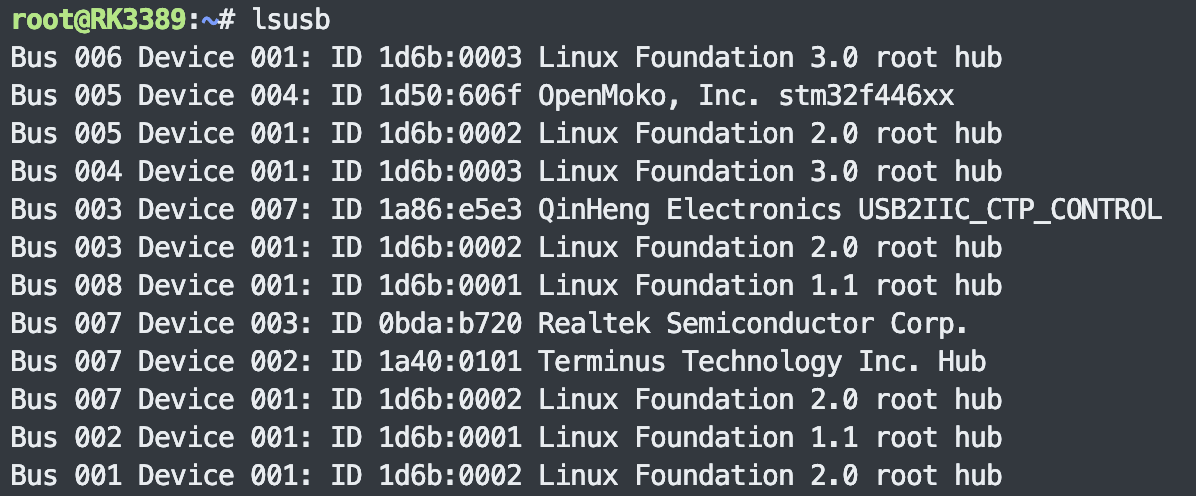 root@RK3389:~# lsusb
Bus 006 Device 001: ID 1d6b:0003 Linux Foundation 3.0 root hub
Bus 005 Device 004: ID 1d50:606f OpenMoko, Inc. stm32f446xx
Bus 005 Device 001: ID 1d6b:0002 Linux Foundation 2.0 root hub
Bus 004 Device 001: ID 1d6b:0003 Linux Foundation 3.0 root hub
Bus 003 Device 007: ID 1a86:e5e3 QinHeng Electronics USB2IIC_CTP_CONTROL
Bus 003 Device 001: ID 1d6b:0002 Linux Foundation 2.0 root hub
Bus 008 Device 001: ID 1d6b:0001 Linux Foundation 1.1 root hub
Bus 007 Device 003: ID 0bda:b720 Realtek Semiconductor Corp.
Bus 007 Device 002: ID 1a40:0101 Terminus Technology Inc. Hub
Bus 007 Device 001: ID 1d6b:0002 Linux Foundation 2.0 root hub
Bus 002 Device 001: ID 1d6b:0001 Linux Foundation 1.1 root hub
Bus 001 Device 001: ID 1d6b:0002 Linux Foundation 2.0 root hub